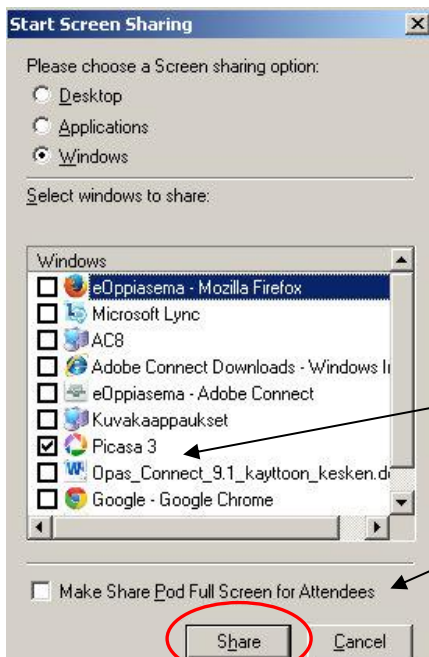 Start Screen Sharing
Please choose a Screen sharing option:
Desktop
Applications
Windows
Select windows to share:
Windows
eOppiasema - Mozilla Firefox
Microsoft Lync
AC8
Adobe Connect Downloads - Windows I
eOppiasema - Adobe Connect
Kuvakaappaukset
Picasa 3
Opas_Connect_9.1_kayttoon_kesken.d
Google - Google Chrome
Make Share Pod Full Screen for Attendees
Share
Cancel